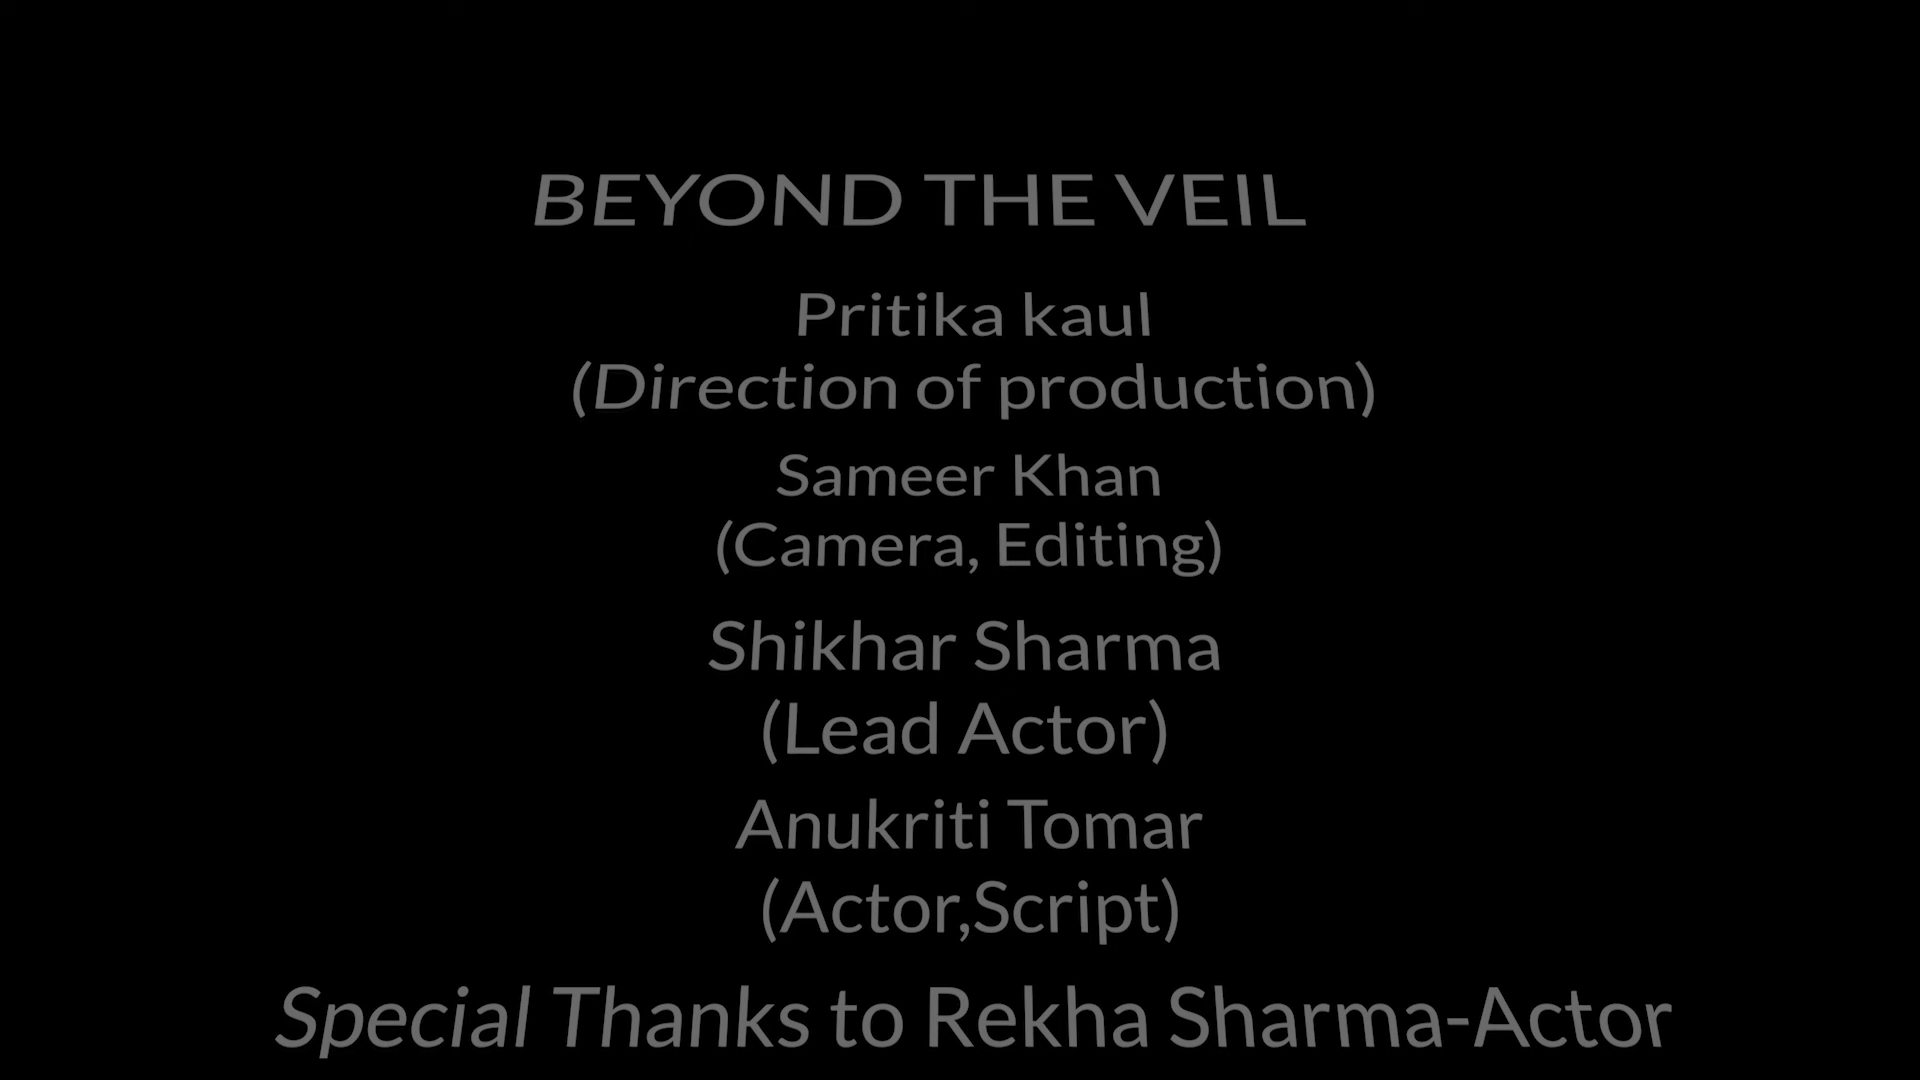 BEYOND THE VEIL
Pritika kaul
(Direction of production)
Sameer Khan
(Camera, Editing)
Shikhar Sharma
(Lead Actor)
Anukriti Tomar
(Actor,Script)
Special Thanks to Rekha Sharma-Actor